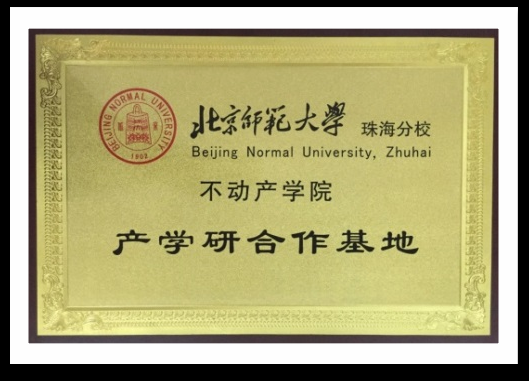 BEIJING NORMAL UNIVERSITY
1902
北京師範大學 珠海分校
Beijing Normal University, Zhuhai
不动产学院
产学研合作基地